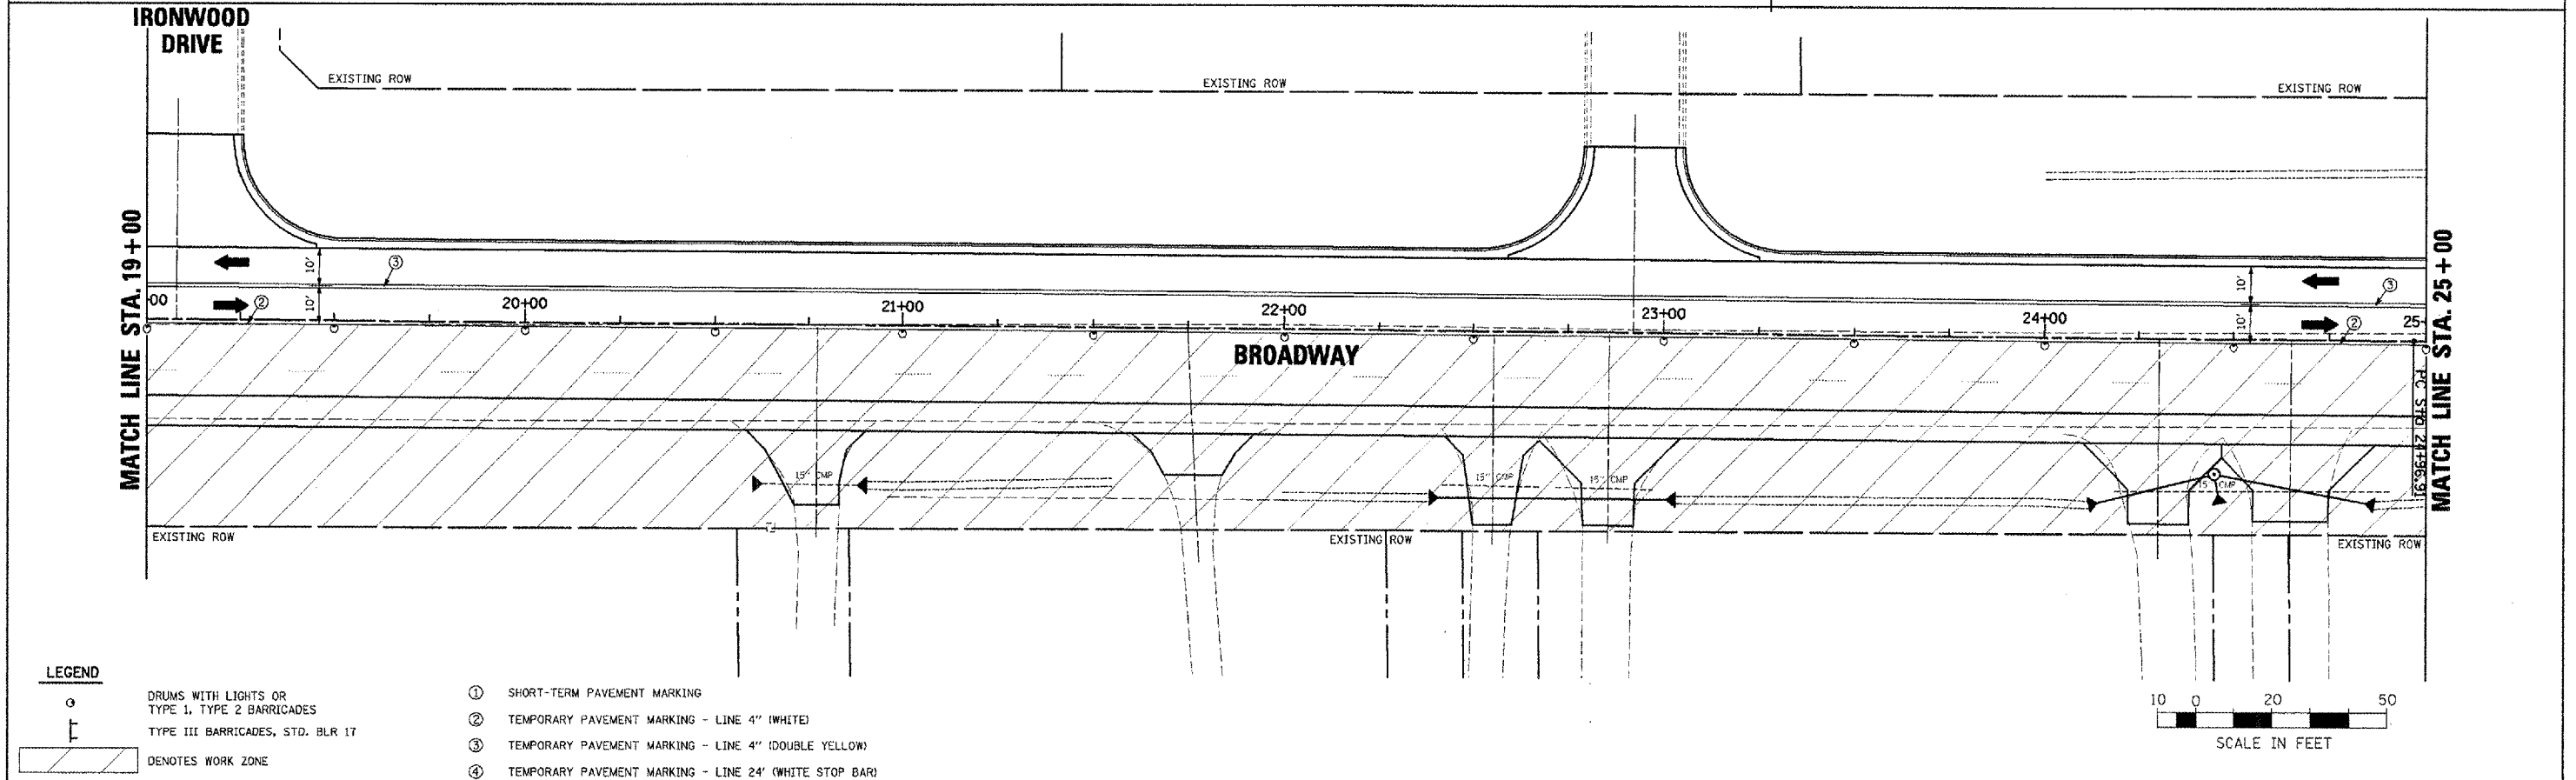 IRONWOOD
DRIVE
EXISTING ROW
EXISTING ROW
EXISTING ROW
MATCH LINE STA. 19+00
10'
10'
③
②
00
20+00
21+00
22+00
23+00
24+00
25+
10'
10'
③
②
BROADWAY
PC Sta 24+96.91
MATCH LINE STA. 25+00
15" CMP
15" CMP
15" CMP
15" CMP
EXISTING ROW
EXISTING ROW
EXISTING ROW
LEGEND
DRUMS WITH LIGHTS OR
TYPE 1, TYPE 2 BARRICADES
TYPE III BARRICADES, STD. BLR 17
DENOTES WORK ZONE
① SHORT-TERM PAVEMENT MARKING
② TEMPORARY PAVEMENT MARKING - LINE 4" (WHITE)
③ TEMPORARY PAVEMENT MARKING - LINE 4" (DOUBLE YELLOW)
④ TEMPORARY PAVEMENT MARKING - LINE 24' (WHITE STOP BAR)
10 0 20 50
SCALE IN FEET